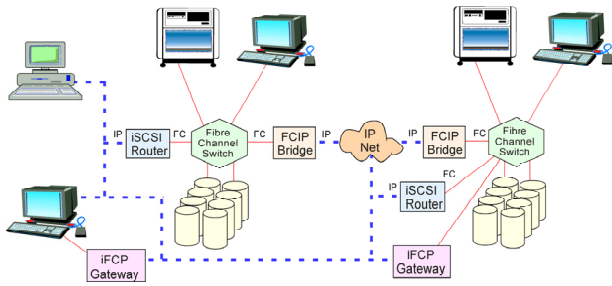 IP
iSCSI
Router
FC
Fibre
Channel
Switch
FC
FCIP
Bridge
IP
IP
Net
IP
FCIP
Bridge
FC
Fibre
Channel
Switch
IP
iSCSI
Router
FC
iFCP
Gateway
iFCP
Gateway